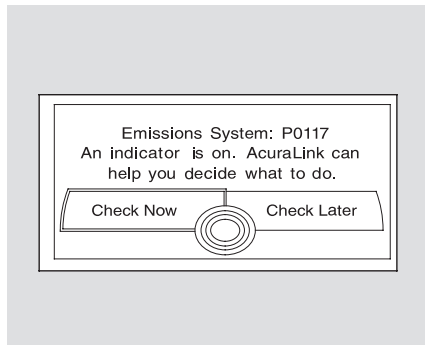 Emissions System: P0117
An indicator is on. AcuraLink can
help you decide what to do.
Check Now
Check Later